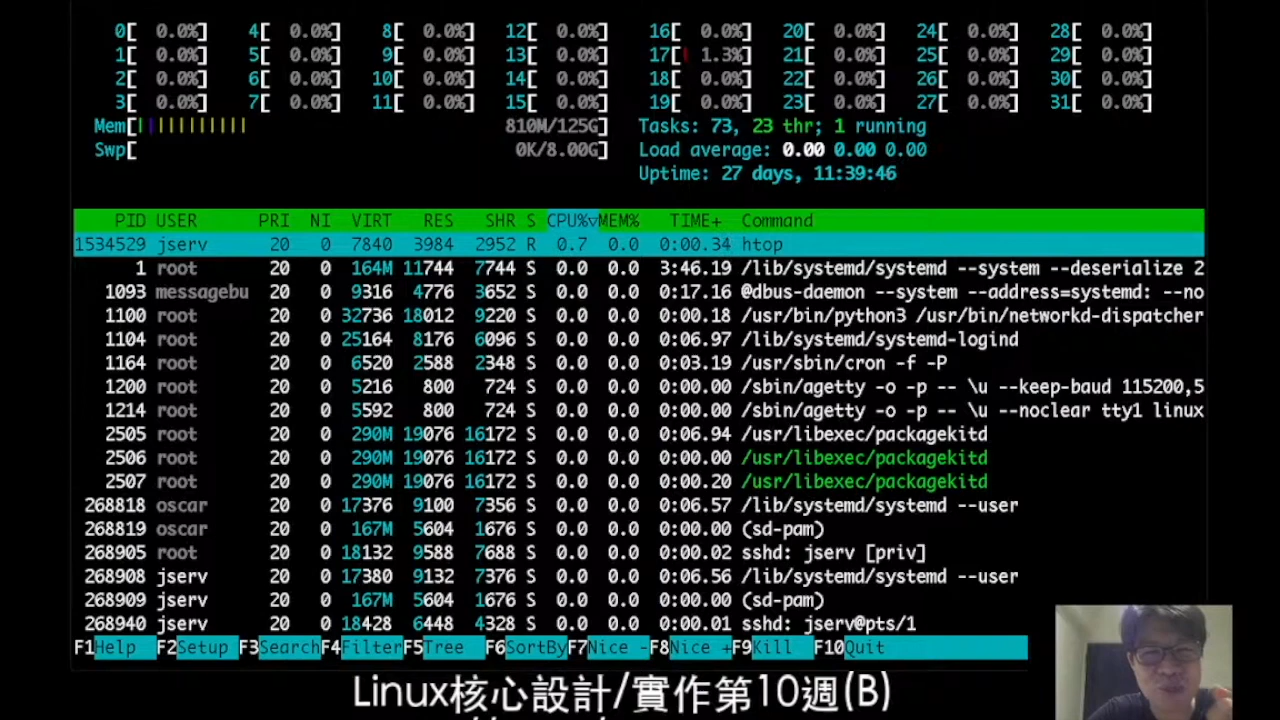 0[ 0.0%] 4[ 0.0%] 8[ 0.0%] 12[ 0.0%] 16[ 0.0%] 20[ 0.0%] 24[ 0.0%] 28[ 0.0%]
1[ 0.0%] 5[ 0.0%] 9[ 0.0%] 13[ 0.0%] 17[| 1.3%] 21[ 0.0%] 25[ 0.0%] 29[ 0.0%]
2[ 0.0%] 6[ 0.0%] 10[ 0.0%] 14[ 0.0%] 18[ 0.0%] 22[ 0.0%] 26[ 0.0%] 30[ 0.0%]
3[ 0.0%] 7[ 0.0%] 11[ 0.0%] 15[ 0.0%] 19[ 0.0%] 23[ 0.0%] 27[ 0.0%] 31[ 0.0%]
Mem[||||||||||| 810M/125G] Tasks: 73, 23 thr; 1 running
Swp[ 0K/8.00G] Load average: 0.00 0.00 0.00
Uptime: 27 days, 11:39:46
PID USER PRI NI VIRT RES SHR S CPU%▽MEM% TIME+ Command
1534529 jserv 20 0 7840 3984 2952 R 0.7 0.0 0:00.34 htop
1 root 20 0 164M 11744 7744 S 0.0 0.0 3:46.19 /lib/systemd/systemd --system --deserialize 2
1093 messagebu 20 0 9316 4776 3652 S 0.0 0.0 0:17.16 @dbus-daemon --system --address=systemd: --no
1100 root 20 0 32736 18012 9220 S 0.0 0.0 0:00.18 /usr/bin/python3 /usr/bin/networkd-dispatcher
1104 root 20 0 25164 8176 6096 S 0.0 0.0 0:06.97 /lib/systemd/systemd-logind
1164 root 20 0 6520 2588 2348 S 0.0 0.0 0:03.19 /usr/sbin/cron -f -P
1200 root 20 0 5216 800 724 S 0.0 0.0 0:00.00 /sbin/agetty -o -p -- \u --keep-baud 115200,5
1214 root 20 0 5592 800 724 S 0.0 0.0 0:00.00 /sbin/agetty -o -p -- \u --noclear tty1 linux
2505 root 20 0 290M 19076 16172 S 0.0 0.0 0:06.94 /usr/libexec/packagekitd
2506 root 20 0 290M 19076 16172 S 0.0 0.0 0:00.00 /usr/libexec/packagekitd
2507 root 20 0 290M 19076 16172 S 0.0 0.0 0:00.20 /usr/libexec/packagekitd
268818 oscar 20 0 17376 9100 7356 S 0.0 0.0 0:06.57 /lib/systemd/systemd --user
268819 oscar 20 0 167M 5604 1676 S 0.0 0.0 0:00.00 (sd-pam)
268905 root 20 0 18132 9588 7688 S 0.0 0.0 0:00.02 sshd: jserv [priv]
268908 jserv 20 0 17380 9132 7376 S 0.0 0.0 0:06.56 /lib/systemd/systemd --user
268909 jserv 20 0 167M 5604 1676 S 0.0 0.0 0:00.00 (sd-pam)
268940 jserv 20 0 18428 6448 4328 S 0.0 0.0 0:00.01 sshd: jserv@pts/1
F1Help F2Setup F3SearchF4FilterF5Tree F6SortByF7Nice -F8Nice +F9Kill F10Quit
Linux核心設計/實作第10週(B)